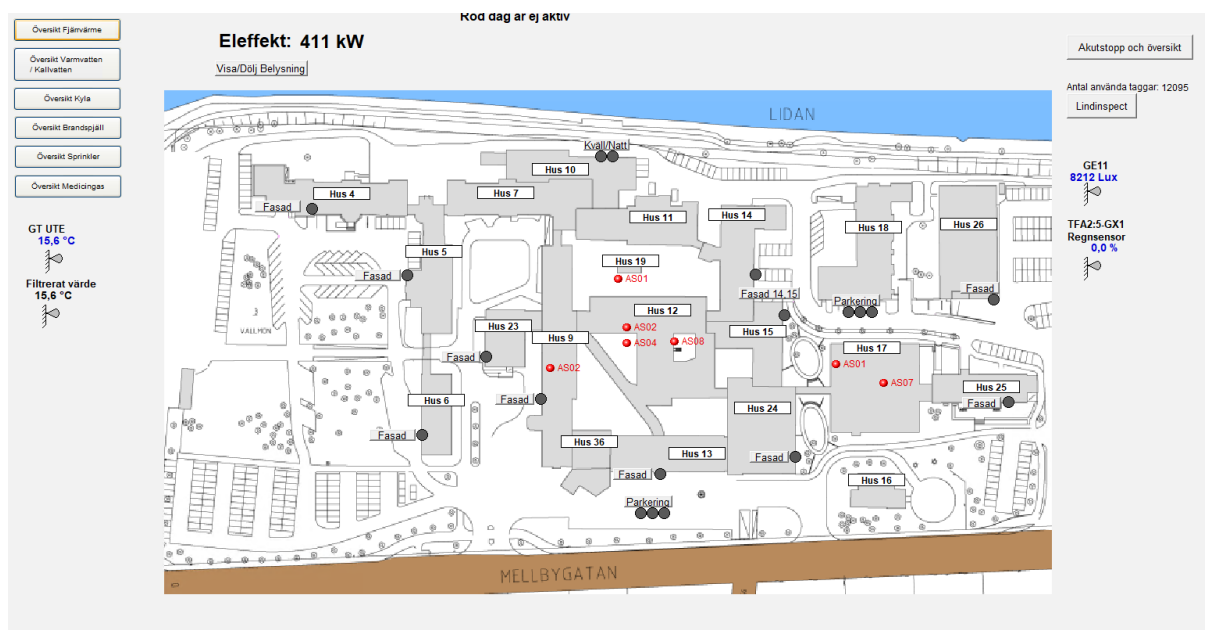 Röd dag är ej aktiv
Översikt Fjärrvärme
Eleffekt: 411 kW
Akutstopp och översikt
Översikt Varmvatten
/ Kallvatten
Visa/Dölj Belysning
Antal använda taggar: 12095
Översikt Kyla
Lindinspect
Översikt Brandspjäll
Översikt Sprinkler
Översikt Medicingas
LIDAN
Kväll/Natt
Hus 10
Hus 4
Hus 7
Fasad
Hus 11
Hus 14
Hus 18
Hus 26
GE11
8212 Lux
GT UTE
15,6 °C
TFA2:5-GX1
Regnsensor
0,0 %
Filtrerat värde
15,6 °C
Hus 5
Fasad
Hus 19
AS01
Fasad 14,15
Parkering
Fasad
3
VALLMON
Hus 23
Hus 9
Hus 12
AS02
AS04
AS08
Hus 15
Hus 17
Fasad
AS02
AS01
AS07
Hus 25
Fasad
Hus 6
Fasad
Hus 24
Fasad
Hus 36
Hus 13
Fasad
Fasad
Hus 16
Parkering
MELLBYGATAN